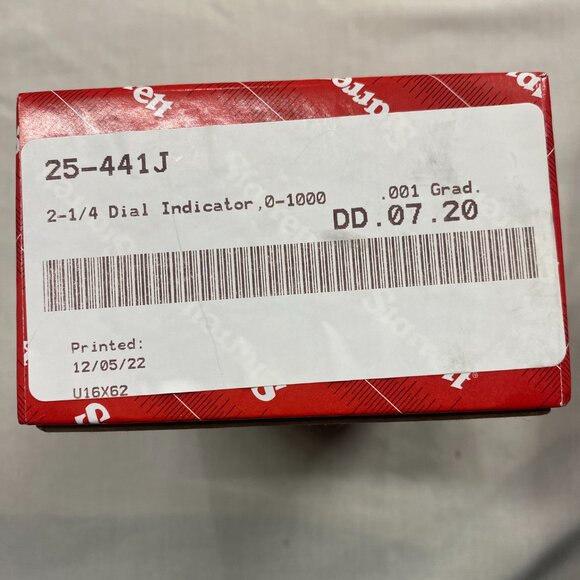 Starrett
25-441J
2-1/4 Dial Indicator,0-1000 .001 Grad.
DD.07.20
Printed:
12/05/22
U16X62